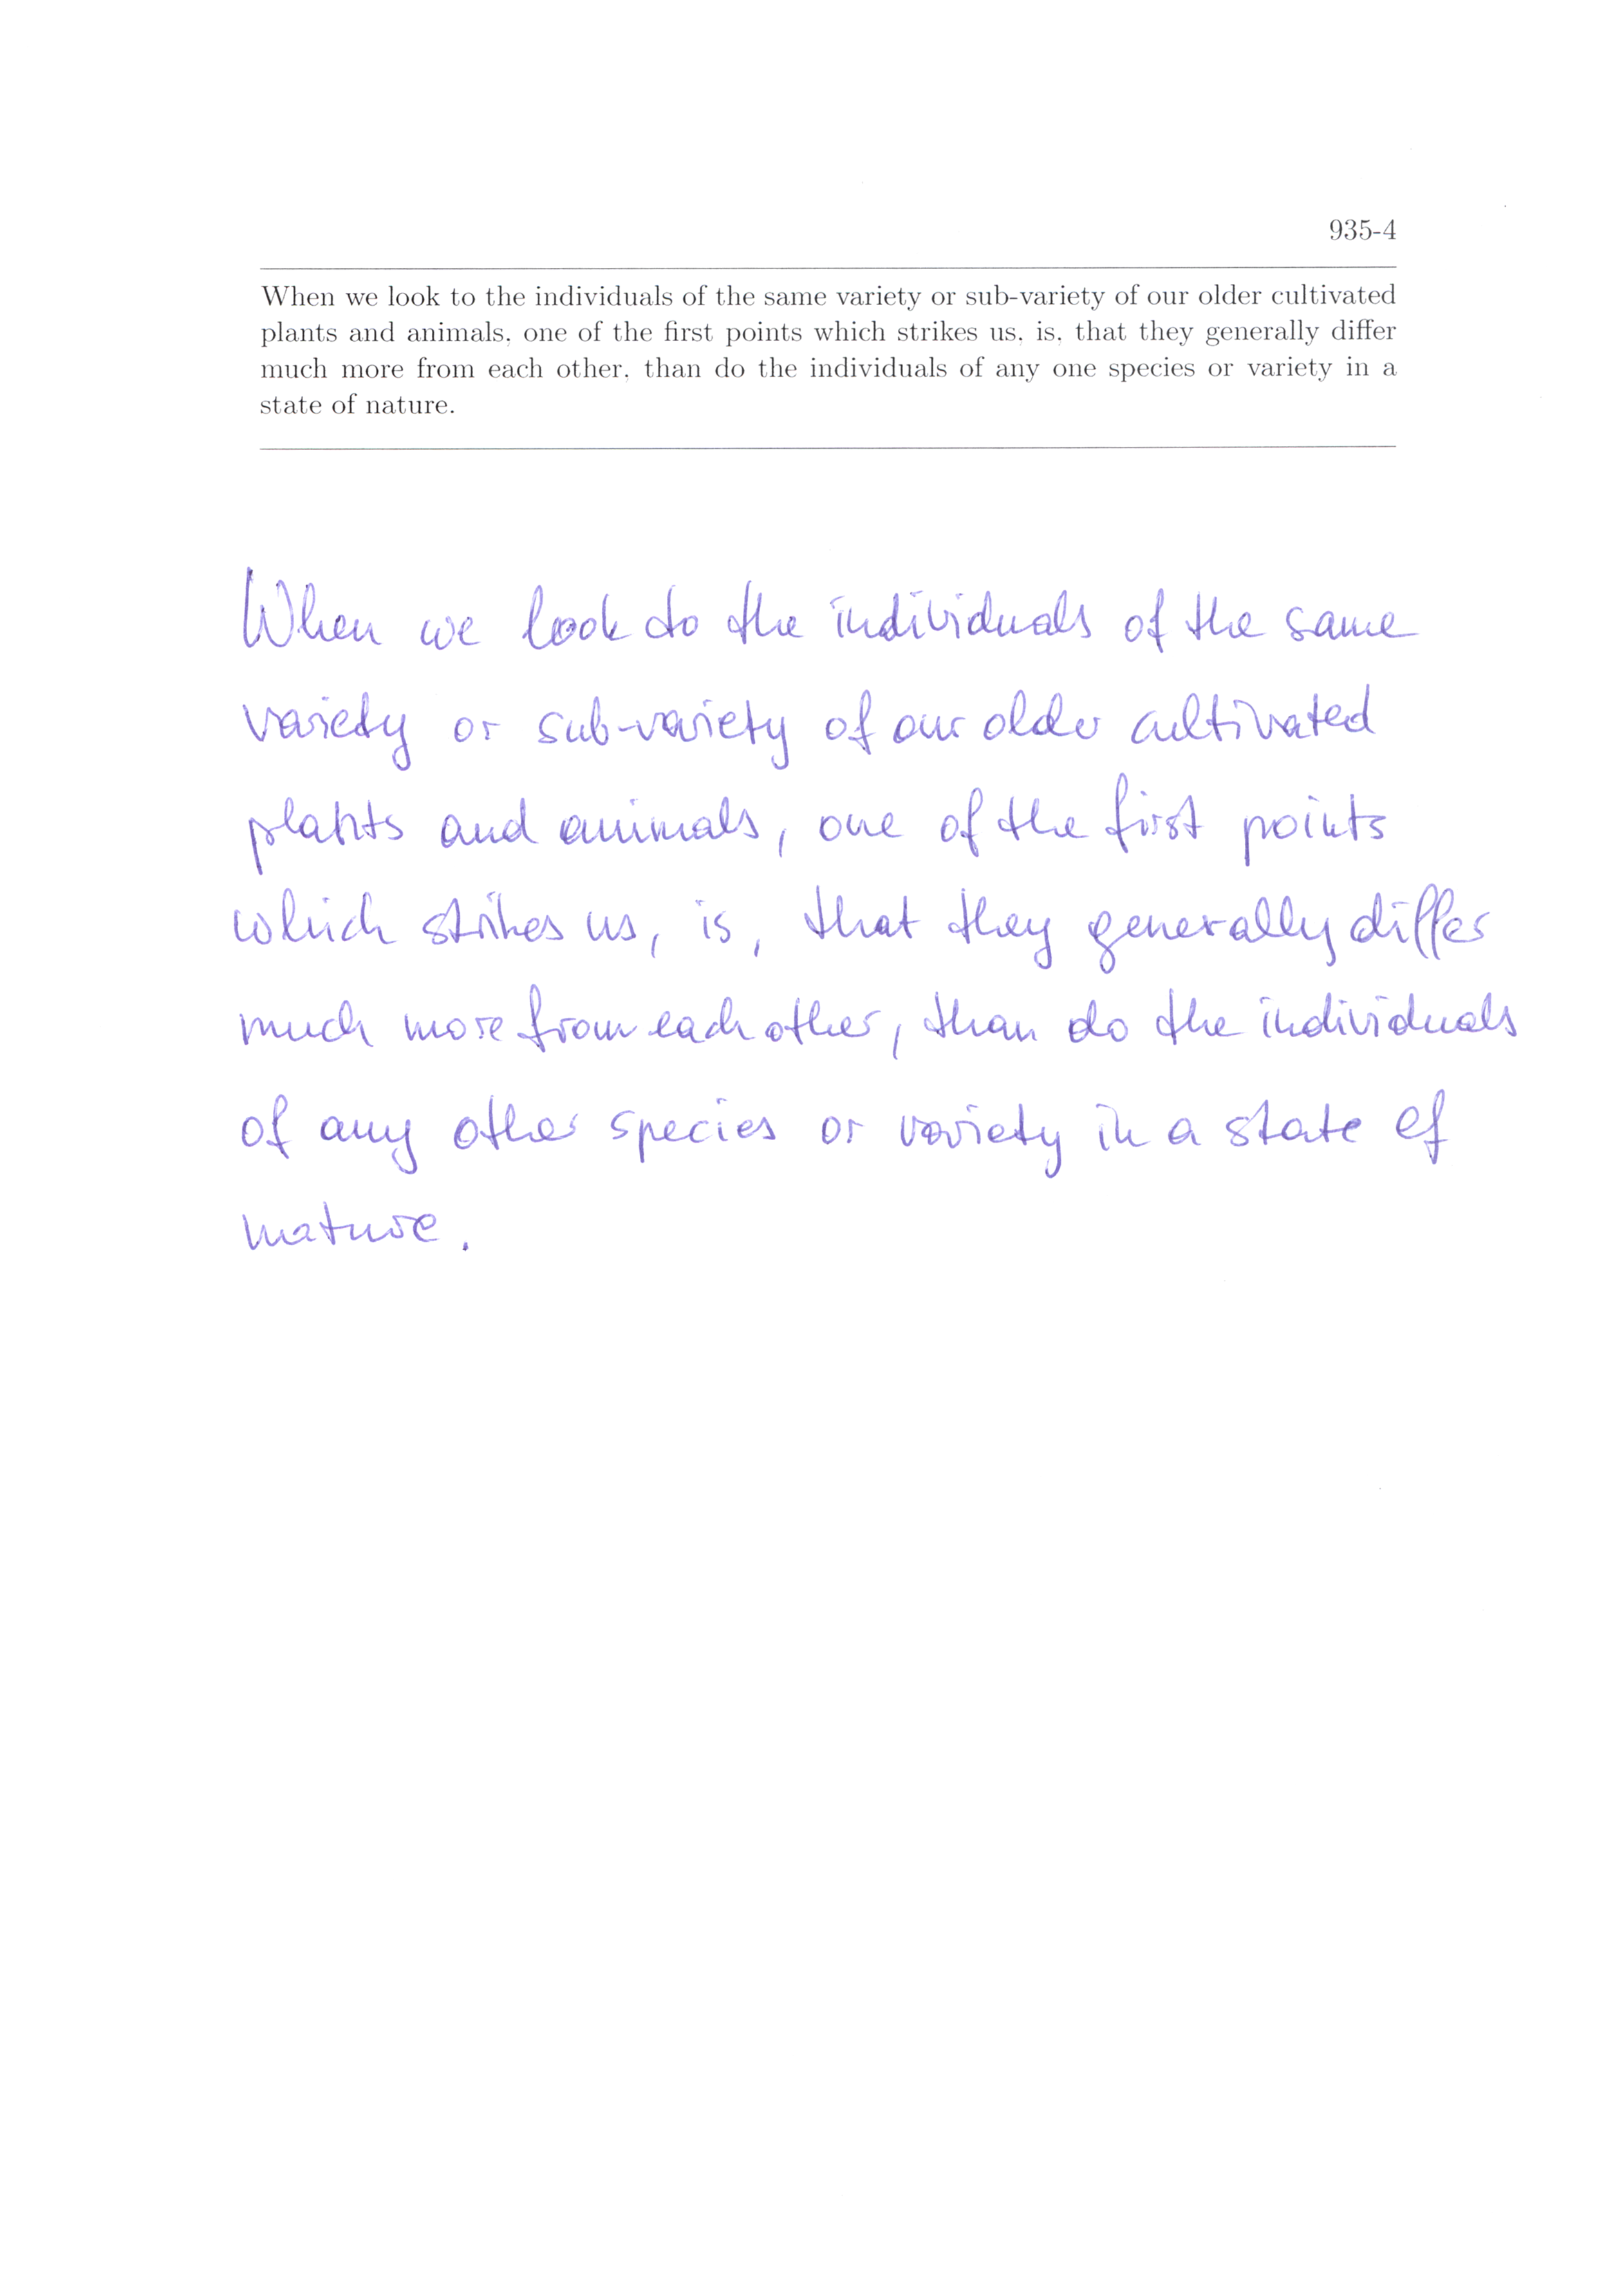 935-4
When we look to the individuals of the same variety or sub-variety of our older cultivated
plants and animals, one of the first points which strikes us, is, that they generally differ
much more from each other, than do the individuals of any one species or variety in a
state of nature.
When we look to the individuals of the same
variety or sub-variety of our older cultivated
plants and animals, one of the first points
which strikes us, is, that they generally differ
much more from each other, than do the individuals
of any other species or variety in a state of
nature.